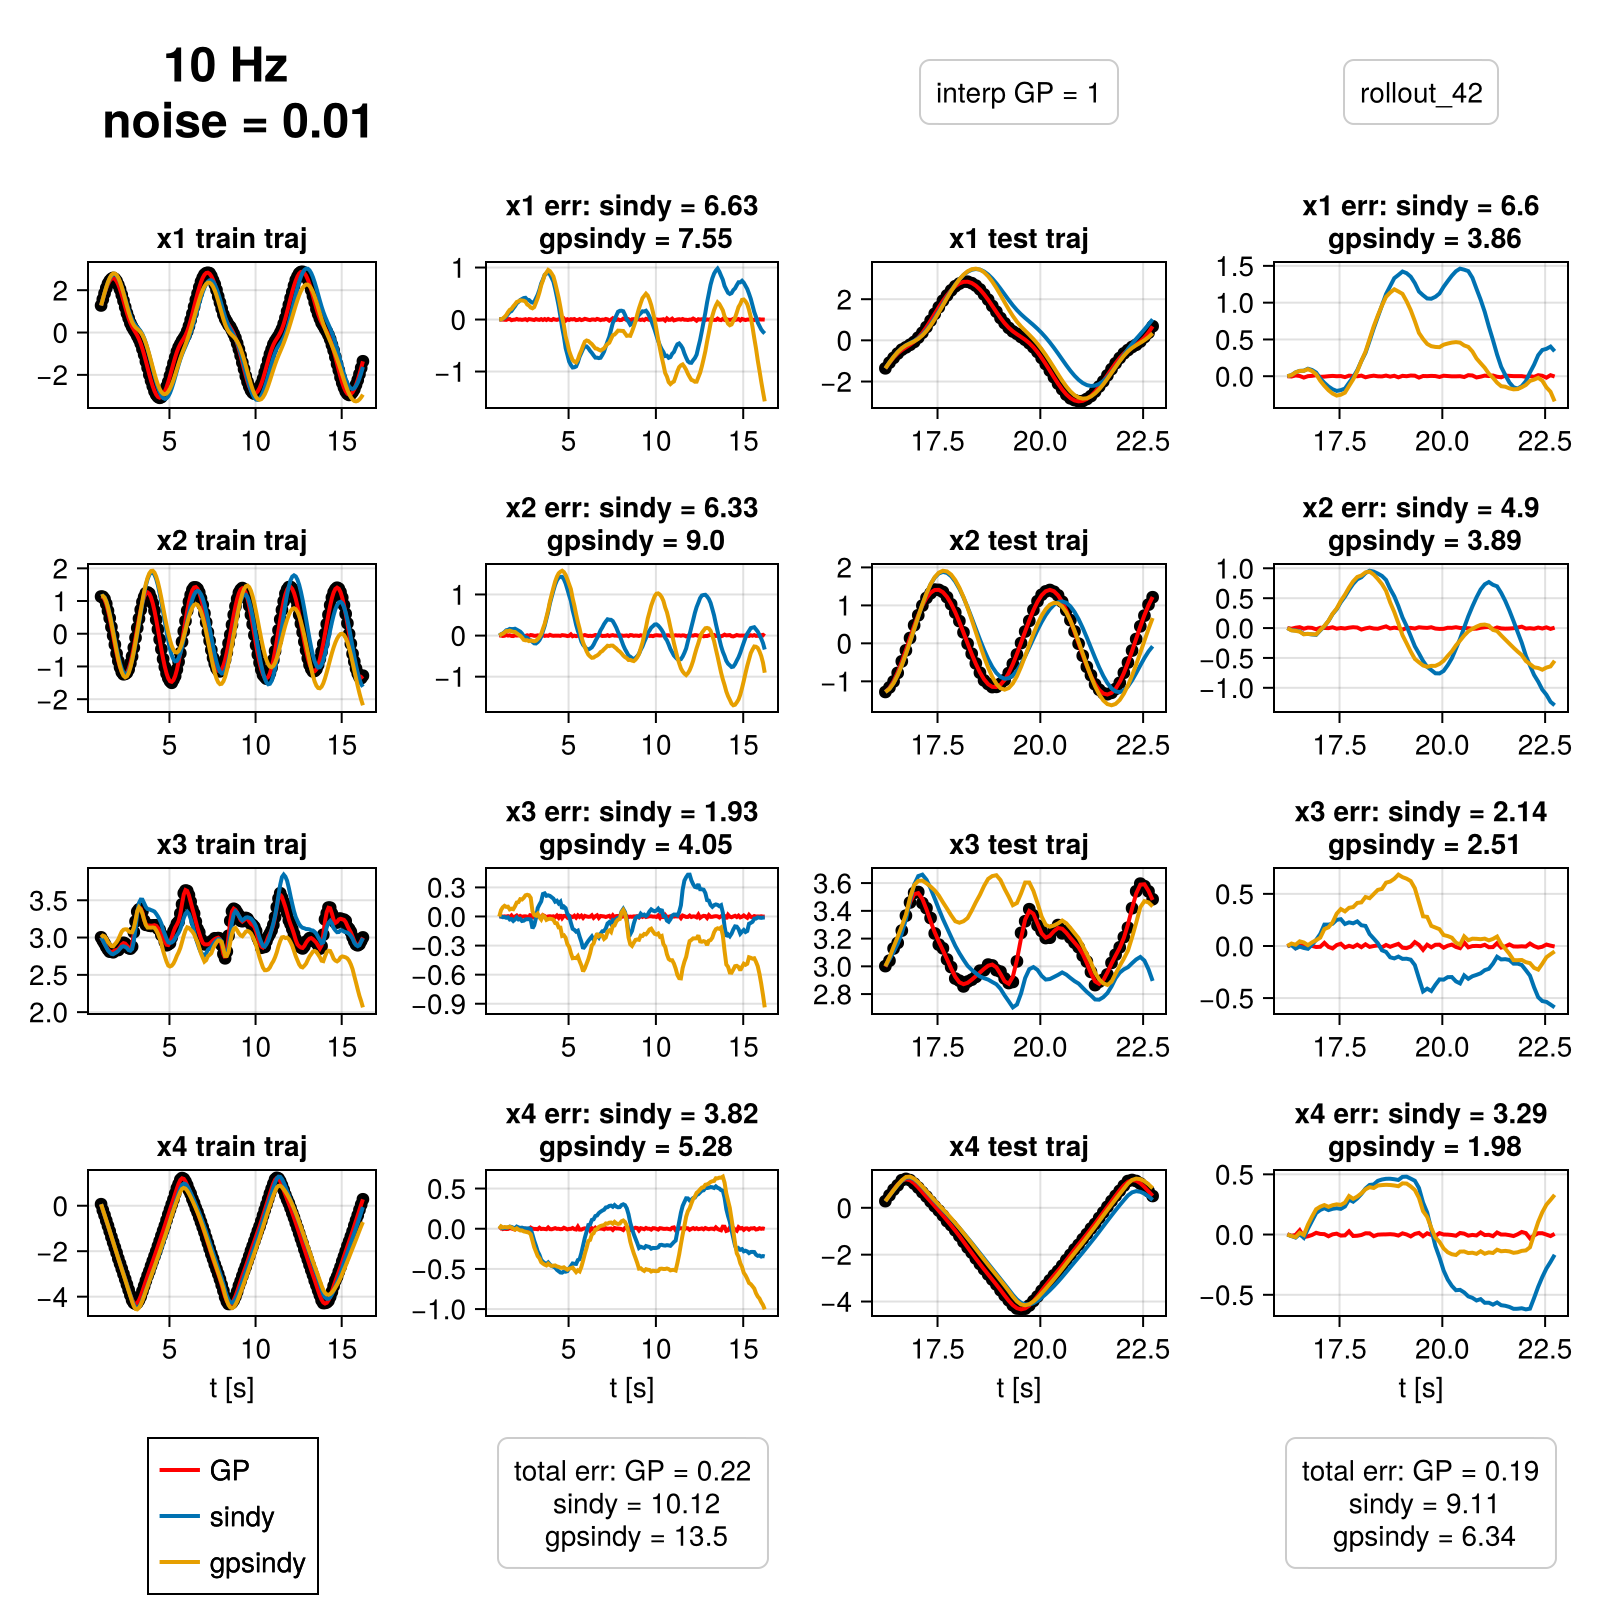 10 Hz
noise = 0.01
interp GP = 1
rollout_42
x1 train traj
2
0
−2
5
10
15
x1 err: sindy = 6.63
gpsindy = 7.55
1
0
−1
5
10
15
x1 test traj
2
0
−2
17.5
20.0
22.5
x1 err: sindy = 6.6
gpsindy = 3.86
1.5
1.0
0.5
0.0
17.5
20.0
22.5
x2 train traj
2
1
0
−1
−2
5
10
15
x2 err: sindy = 6.33
gpsindy = 9.0
1
0
−1
5
10
15
x2 test traj
2
1
0
−1
17.5
20.0
22.5
x2 err: sindy = 4.9
gpsindy = 3.89
1.0
0.5
0.0
−0.5
−1.0
17.5
20.0
22.5
x3 train traj
3.5
3.0
2.5
2.0
5
10
15
x3 err: sindy = 1.93
gpsindy = 4.05
0.3
0.0
−0.3
−0.6
−0.9
5
10
15
x3 test traj
3.6
3.4
3.2
3.0
2.8
17.5
20.0
22.5
x3 err: sindy = 2.14
gpsindy = 2.51
0.5
0.0
−0.5
17.5
20.0
22.5
x4 train traj
0
−2
−4
5
10
15
t [s]
x4 err: sindy = 3.82
gpsindy = 5.28
0.5
0.0
−0.5
−1.0
5
10
15
t [s]
x4 test traj
0
−2
−4
17.5
20.0
22.5
t [s]
x4 err: sindy = 3.29
gpsindy = 1.98
0.5
0.0
−0.5
17.5
20.0
22.5
t [s]
GP
sindy
gpsindy
total err: GP = 0.22
sindy = 10.12
gpsindy = 13.5
total err: GP = 0.19
sindy = 9.11
gpsindy = 6.34